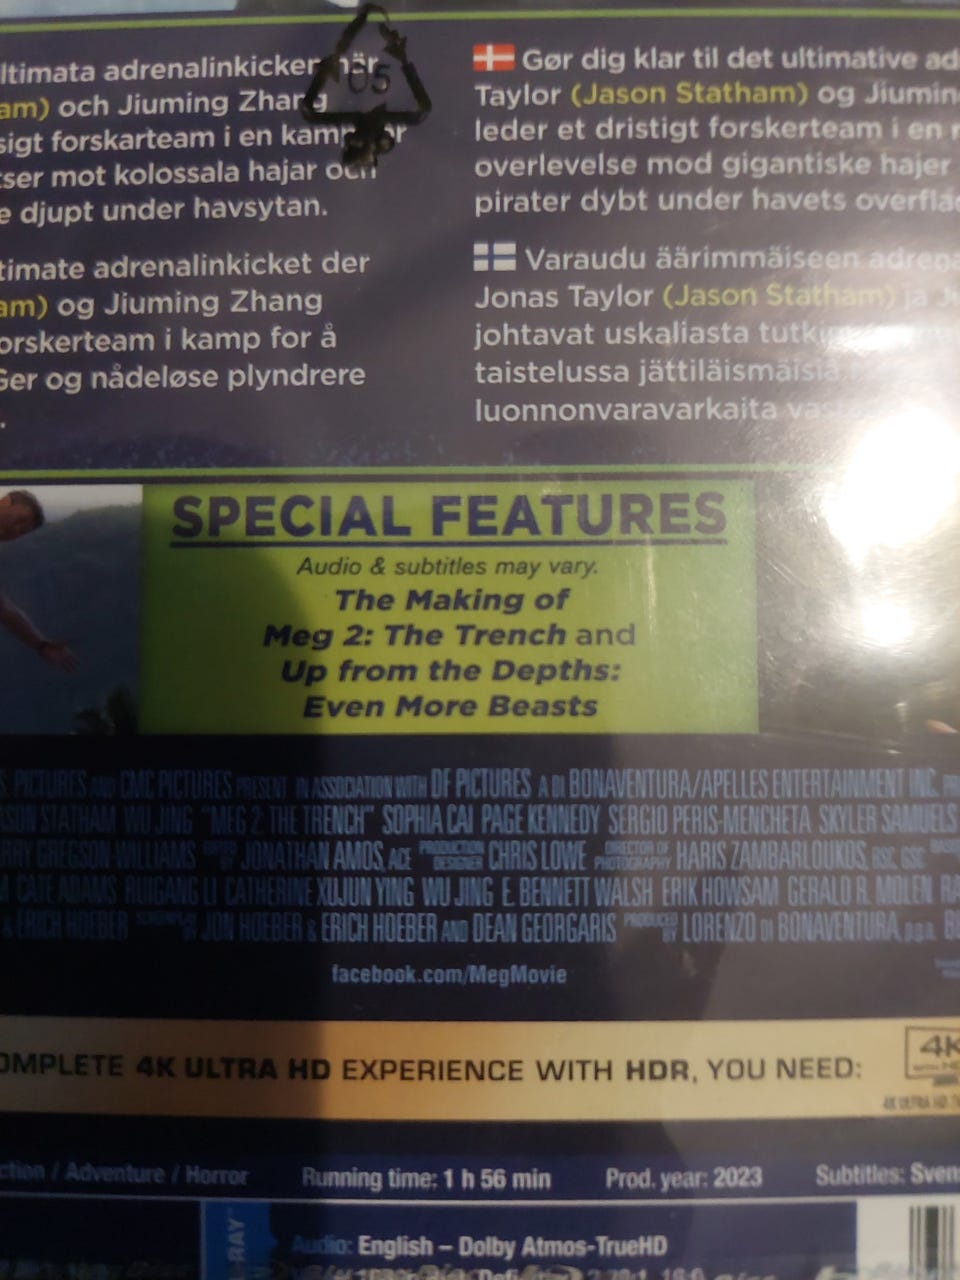 ltimata adrenalinkicken när
am) och Jiuming Zhang
sigt forskarteam i en kamp
ser mot kolossala hajar och
e djupt under havsytan.
timate adrenalinkicket der
am) og Jiuming Zhang
orskerteam i kamp for å
og nådeløse plyndrere
.
05
PP
Gør dig klar til det ultimative ad
Taylor (Jason Statham) og Jiumin
leder et dristigt forskerteam i en
overlevelse mod gigantiske hajer
pirater dybt under havets overfla
Varaudu äärimmäiseen adrena
Jonas Taylor (Jason Statham) ja J
johtavat uskaliasta
taistelussa jättiläismäisiä
luonnonvaravarkaita
SPECIAL FEATURES
Audio & subtitles may vary.
The Making of
Meg 2: The Trench and
Up from the Depths:
Even More Beasts
S PICTURES AND CMC PICTURES PRESENT IN ASSOCIATION WITH DF PICTURES A DI BONAVENTURA/APELLES ENTERTAINMENT INC.
ASON STATHAM WU JING "MEG 2: THE TRENCH" SOPHIA CAI PAGE KENNEDY SERGIO PERIS-MENCHETA SKYLER SAMUELS
RRY GREGSON-WILLIAMS EDITED BY JONATHAN AMOS, ACE PRODUCTION DESIGNER CHRIS LOWE DIRECTOR OF PHOTOGRAPHY HARIS ZAMBARLOUKOS, BSC, GSC
CATE ADAMS RUIGANG LI CATHERINE XUJUN YING WU JING E. BENNETT WALSH ERIK HOWSAM GERALD R. MOLEN
& ERICH HOEBER SCREENPLAY BY JON HOEBER & ERICH HOEBER AND DEAN GEORGARIS PRODUCED BY LORENZO DI BONAVENTURA, p.g.a.
facebook.com/MegMovie
OMPLETE 4K ULTRA HD EXPERIENCE WITH HDR, YOU NEED:
4K
4K ULTRA HD
ction / Adventure / Horror Running time: 1 h 56 min Prod. year: 2023 Subtitles: Sven
-RAY™
Audio: English – Dolby Atmos-TrueHD